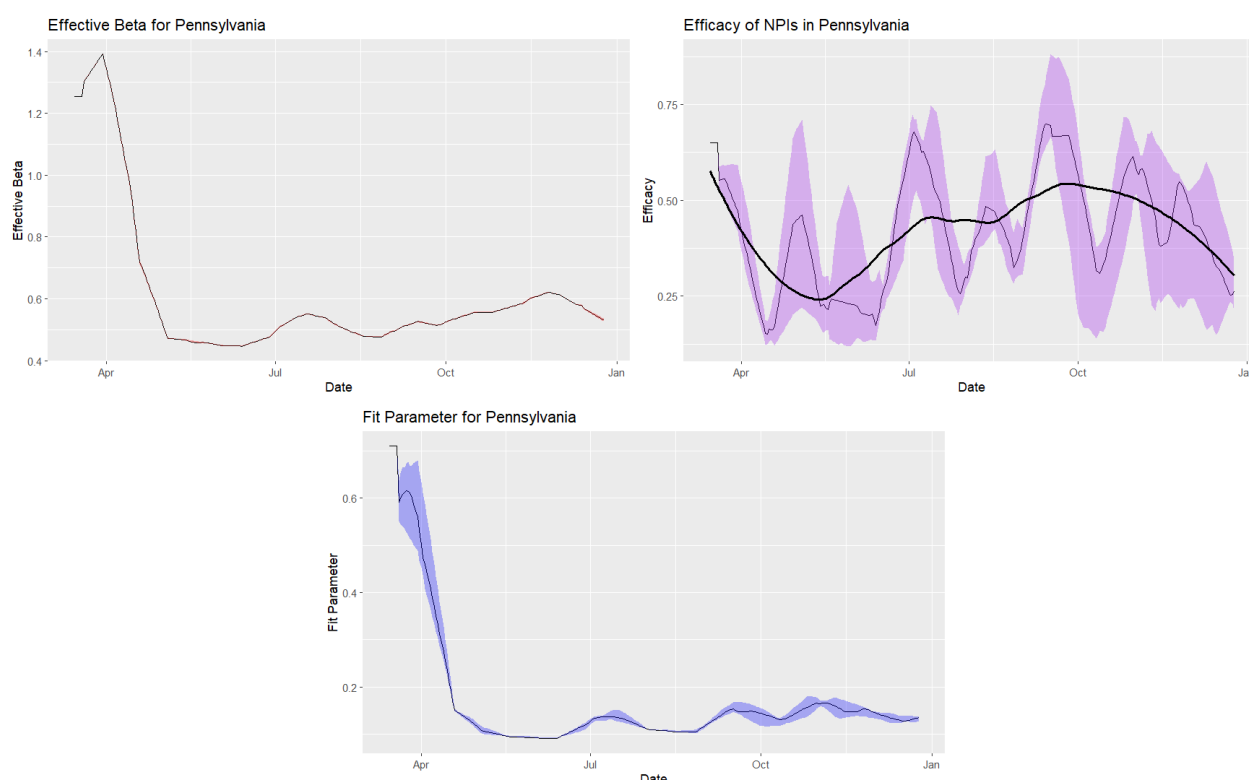 Effective Beta for Pennsylvania
1.4
1.2
1.0
0.8
0.6
0.4
Effective Beta
Apr
Jul
Oct
Jan
Date
Efficacy of NPIs in Pennsylvania
0.75
0.50
0.25
Efficacy
Apr
Jul
Oct
Jan
Date
Fit Parameter for Pennsylvania
0.6
0.4
0.2
Fit Parameter
Apr
Jul
Oct
Jan
Date